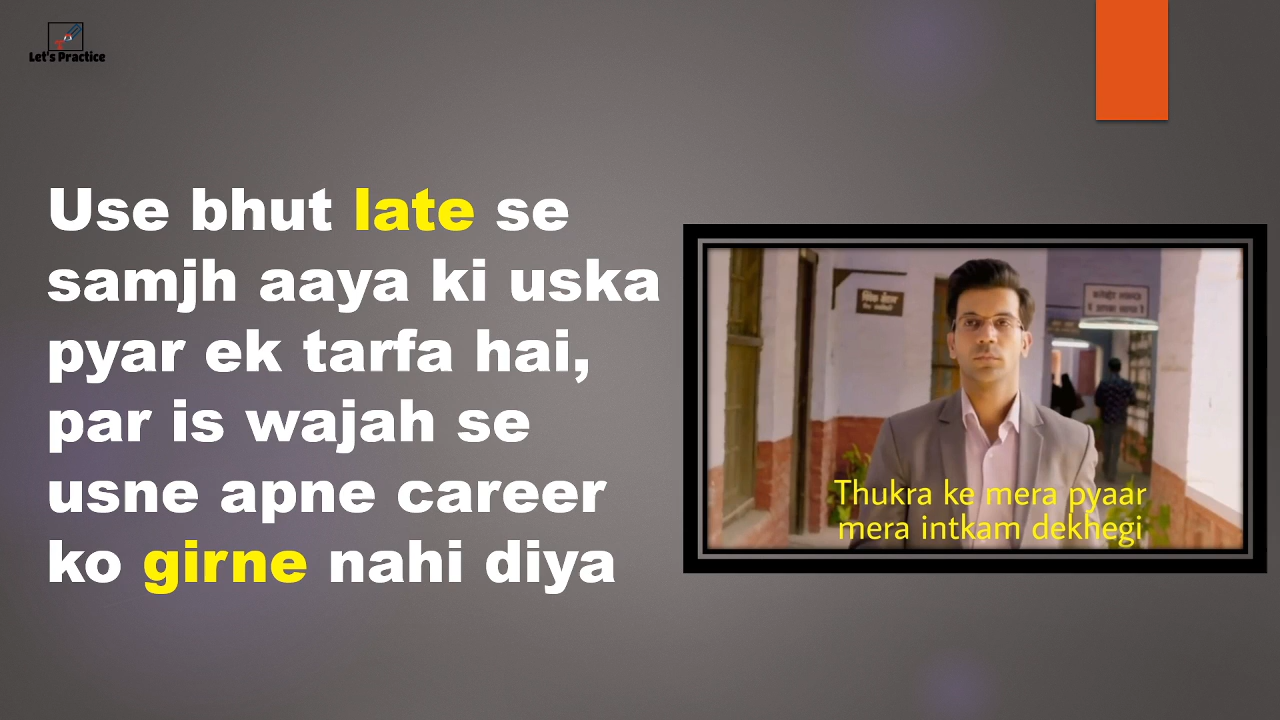 Let's Practice
Use bhut late se
samjh aaya ki uska
pyar ek tarfa hai,
par is wajah se
usne apne career
ko girne nahi diya
Thukra ke mera pyaar
mera intkam dekhegi